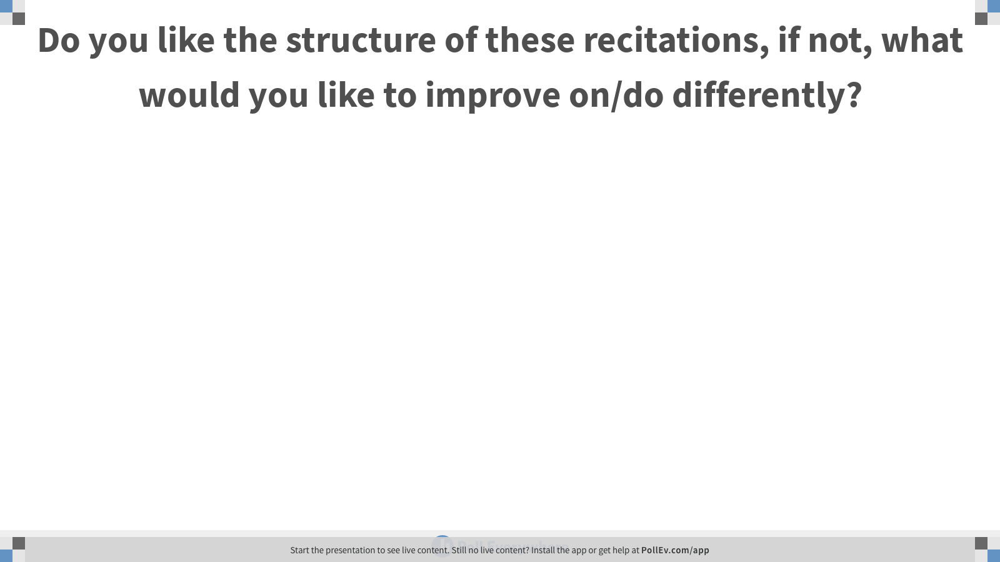 Do you like the structure of these recitations, if not, what
would you like to improve on/do differently?
Start the presentation to see live content. Still no live content? Install the app or get help at PollEv.com/app